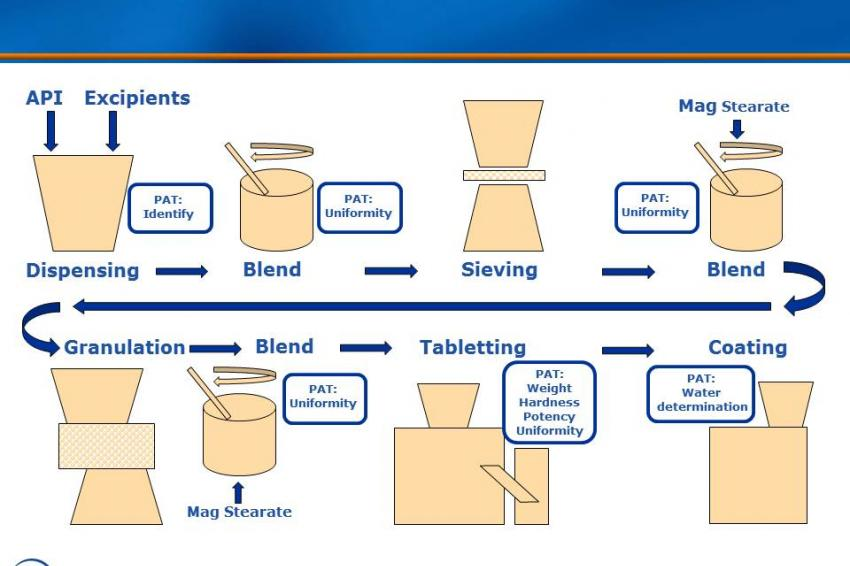 API Excipients
Mag Stearate
PAT:
Identify
PAT:
Uniformity
PAT:
Uniformity
Dispensing Blend Sieving Blend
Granulation Blend Tabletting Coating
PAT:
Uniformity
PAT:
Weight
Hardness
Potency
Uniformity
PAT:
Water
determination
Mag Stearate